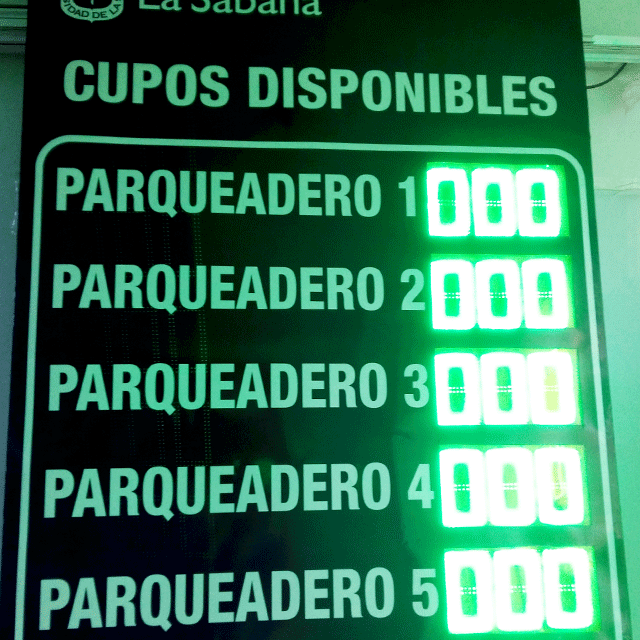 La Sabana
CUPOS DISPONIBLES
PARQUEADERO 1 000
PARQUEADERO 2 000
PARQUEADERO 3 000
PARQUEADERO 4 000
PARQUEADERO 5 000